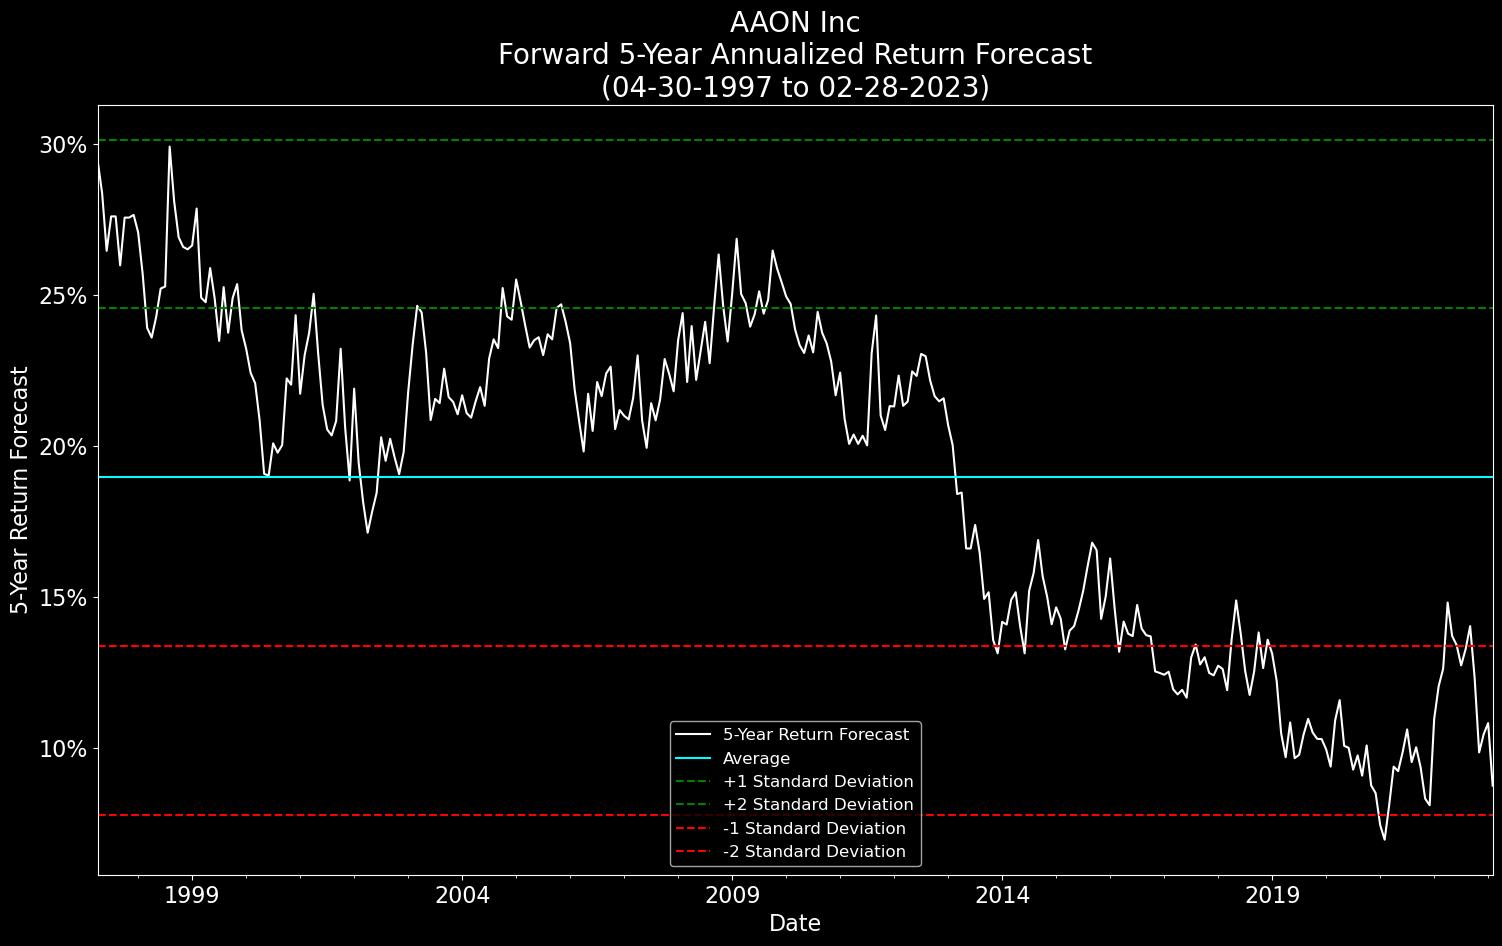 AAON Inc
Forward 5-Year Annualized Return Forecast
(04-30-1997 to 02-28-2023)
30%
25%
20%
15%
10%
5-Year Return Forecast
5-Year Return Forecast
Average
+1 Standard Deviation
+2 Standard Deviation
-1 Standard Deviation
-2 Standard Deviation
1999 2004 2009 2014 2019
Date